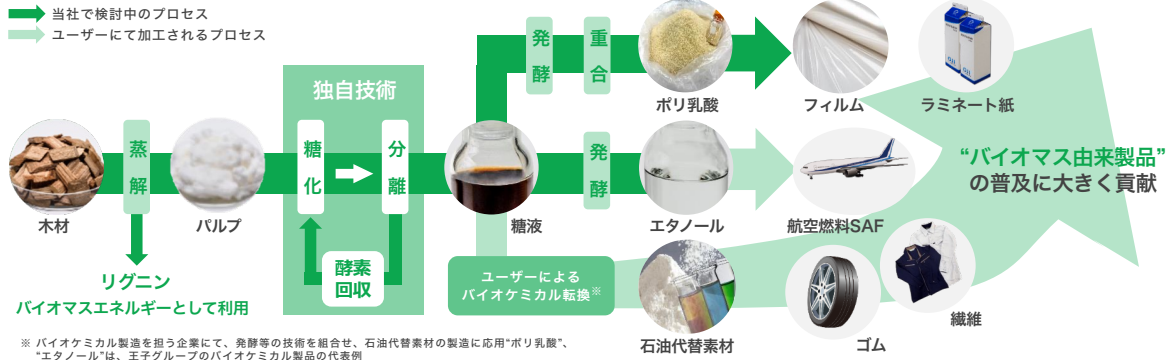 当社で検討中のプロセス
ユーザーにて加工されるプロセス
独自技術
木材
蒸解
パルプ
糖化
分離
酵素
回収
リグニン
バイオマスエネルギーとして利用
糖液
発酵
重合
ポリ乳酸
フィルム
ラミネート紙
発酵
エタノール
航空燃料SAF
ユーザーによる
バイオケミカル転換※
石油代替素材
ゴム
繊維
“バイオマス由来製品”
の普及に大きく貢献
※ バイオケミカル製造を担う企業にて、発酵等の技術を組合せ、石油代替素材の製造に応用“ポリ乳酸”、
“エタノール”は、王子グループのバイオケミカル製品の代表例